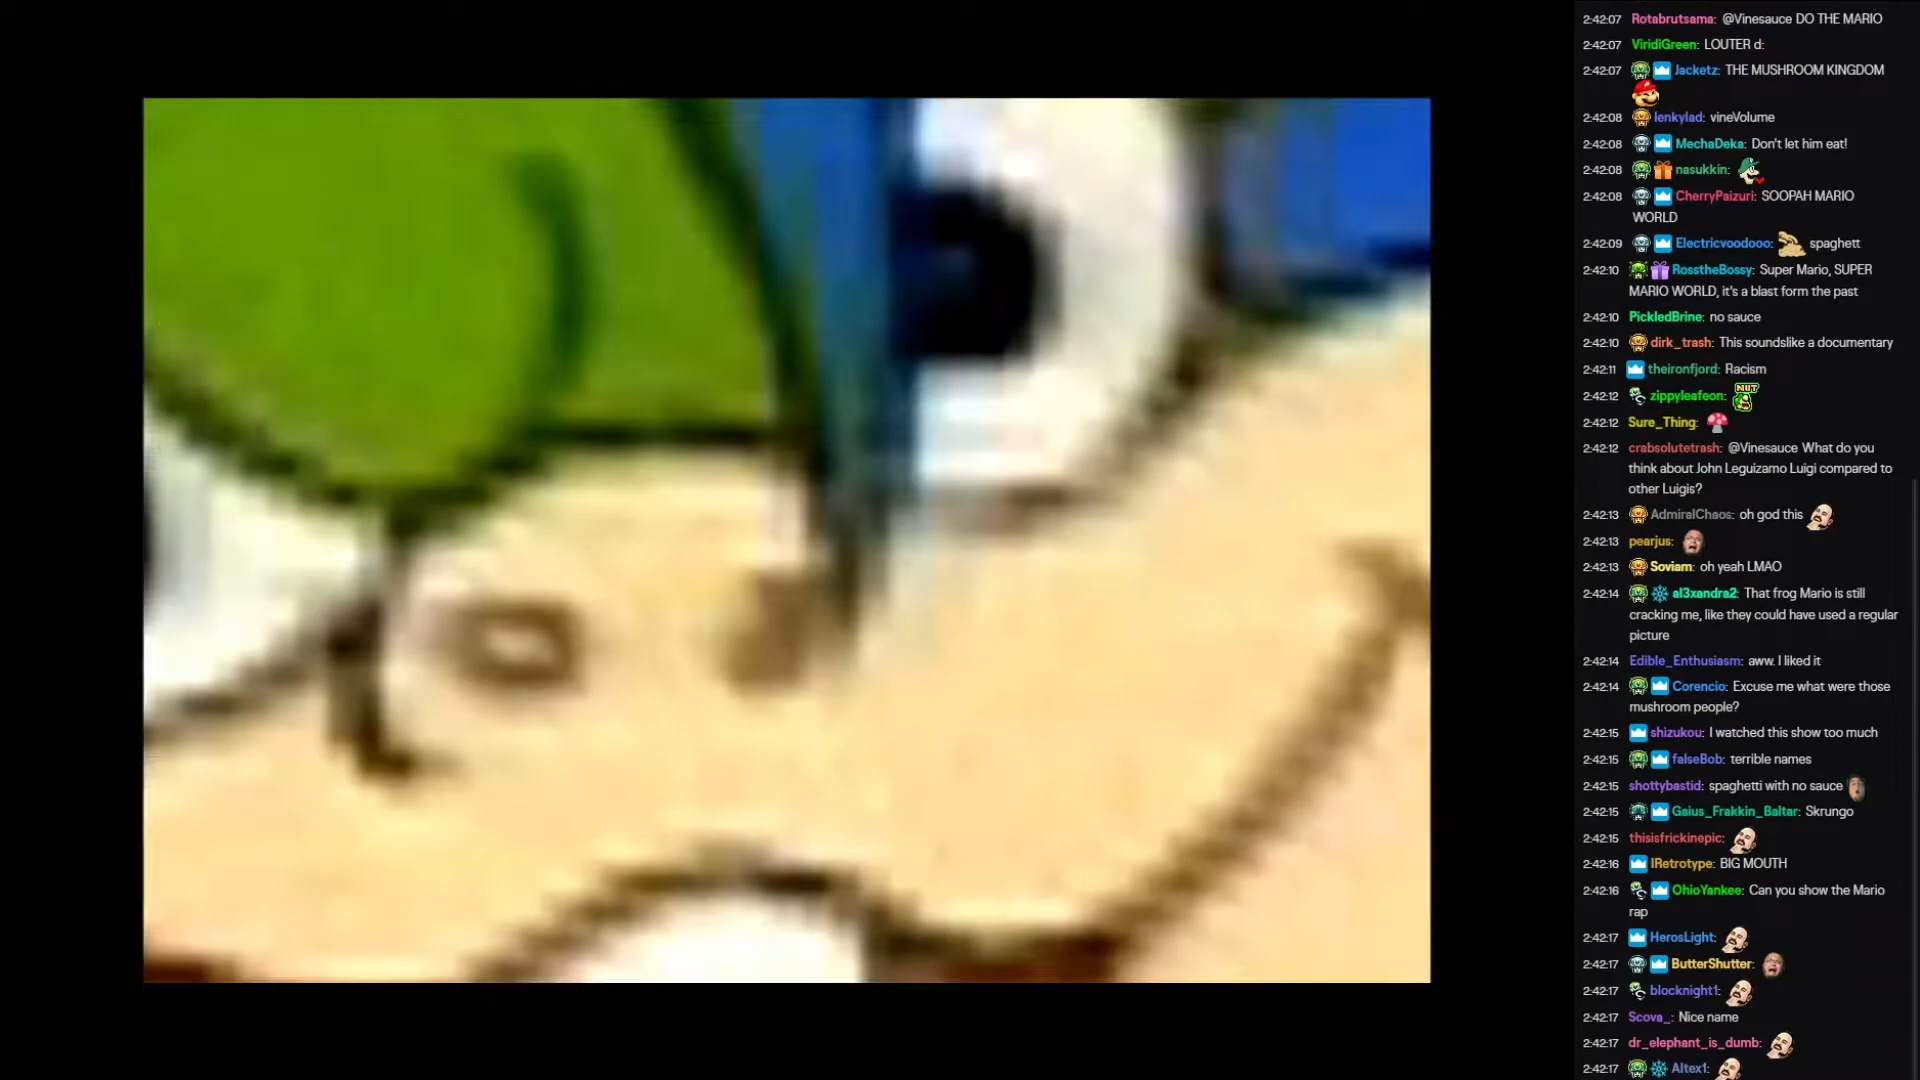 2:42:07 Rotabrutsama: @Vinesauce DO THE MARIO
2:42:07 ViridiGreen: LOUTER d:
2:42:07 Jacketz: THE MUSHROOM KINGDOM
2:42:08 lenkylad: vineVolume
2:42:08 MechaDeka: Don't let him eat!
2:42:08 nasukkin:
2:42:08 CherryPaizuri: SOOPAH MARIO
WORLD
2:42:09 Electricvoodooo: spaghett
2:42:10 RosstheBossy: Super Mario, SUPER
MARIO WORLD, it's a blast form the past
2:42:10 PickledBrine: no sauce
2:42:10 dirk_trash: This soundslike a documentary
2:42:11 theironfjord: Racism
2:42:12 zippyleafeon: NUT
2:42:12 Sure_Thing:
2:42:12 crabsolutetrash: @Vinesauce What do you
think about John Leguizamo Luigi compared to
other Luigis?
2:42:13 AdmiralChaos: oh god this
2:42:13 pearjus:
2:42:13 Soviam: oh yeah LMAO
2:42:14 al3xandra2: That frog Mario is still
cracking me, like they could have used a regular
picture
2:42:14 Edible_Enthusiasm: aww. I liked it
2:42:14 Corencio: Excuse me what were those
mushroom people?
2:42:15 shizukou: I watched this show too much
2:42:15 falseBob: terrible names
2:42:15 shottybastid: spaghetti with no sauce
2:42:15 Gaius_Frakkin_Baltar: Skrungo
2:42:15 thisisfrickinepic:
2:42:16 IRetrotype: BIG MOUTH
2:42:16 OhioYankee: Can you show the Mario
rap
2:42:17 HerosLight:
2:42:17 ButterShutter:
2:42:17 blocknight1:
2:42:17 Scova_: Nice name
2:42:17 dr_elephant_is_dumb:
2:42:17 Altex1: